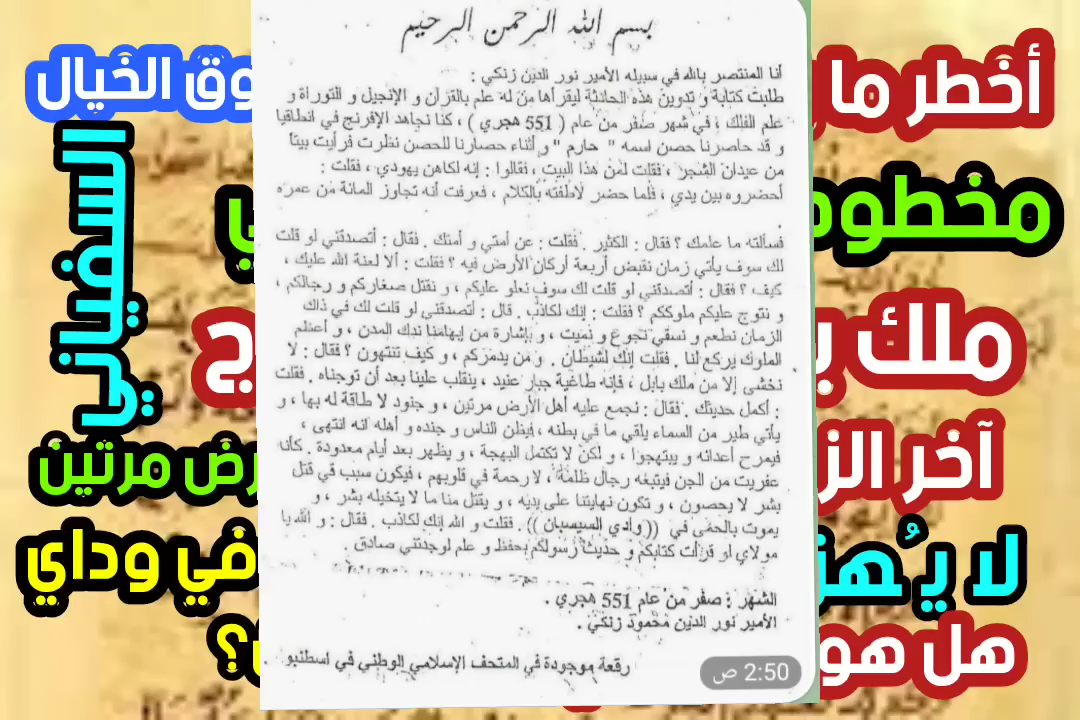 بسم الله الرحمن الرحيم
أنا المنتصر بالله في سبيله الأمير نور الدين زنكي :
طلبت كتابة و تدوين هذه الحادثة ليقرأها من له علم بالقرآن و الإنجيل و التوراة و
علم الفلك ، في شهر صفر من عام ( 551 هجري ) ، كنا نجاهد الإفرنج في انطاقيا
و قد حاصرنا حصن اسمه " حارم " و أثناء حصارنا للحصن نظرت فرأيت بيتاً
من عيدان الشجر ، فقلت لمن هذا البيت ، فقالوا : إنه لكاهن يهودي ، فقلت :
أحضروه بين يدي ، فلما حضر لاطفته بالكلام ، فعرفت أنه تجاوز المائة من عمره
فسألته ما علمك ؟ فقال : الكثير . فقلت : عن أمتي و أمتك . فقال : أتصدقني لو قلت
لك سوف يأتي زمان نقبض أربعة أركان الأرض فيه ؟ فقلت : ألا لعنة الله عليك ،
كيف ؟ فقال : أتصدقني لو قلت لك سوف نعلو عليكم ، و نقتل صغاركم و رجالكم ،
و نتوج عليكم ملوككم ؟ فقلت : إنك لكاذب . قال : أتصدقني لو قلت لك في ذاك
الزمان نطعم و نسقي نجوع و نميت ، و بإشارة من إبهامنا ندك المدن ، و أعظم
الملوك يركع لنا . فقلت إنك لشيطان . و من يدمركم ، و كيف تنتهون ؟ فقال : لا
نخشى إلا من ملك بابل ، فإنه طاغية جبار عنيد ، ينقلب علينا بعد أن توجناه . فقلت
: أكمل حديثك . فقال : نجمع عليه أهل الأرض مرتين ، و جنود لا طاقة له بها ، و
يأتي طير من السماء يلقي ما في بطنه ، فيظن الناس و جنده و أهله انه انتهى ،
فيمرح أعدائه و يبتهجوا ، و لكن لا تكتمل البهجة ، و يظهر بعد أيام معدودة . كأنه
عفريت من الجن فيتبعه رجال ظلمة ، لا رحمة في قلوبهم ، فيكون سبب في قتل
بشر لا يحصون ، و تكون نهايتنا على يديه ، و يقتل منا ما لا يتخيله بشر ، و
يموت بالحمى في ((وادي السيسبان )) . فقلت و الله إنك لكاذب . فقال : و الله يا
مولاي لو قرأت كتابكم و حديث رسولكم بحفظ و علم لوجدتني صادق .
الشهر : صفر من عام 551 هجري .
الأمير نور الدين محمود زنكي .
رقعة موجودة في المتحف الإسلامي الوطني في اسطنبو .
2:50 ص
أخطر ما
وق الخيال
السفياني
ملك ب
آخر الز
رض مرتين
لا يُهز
في وداي
هل هو
؟